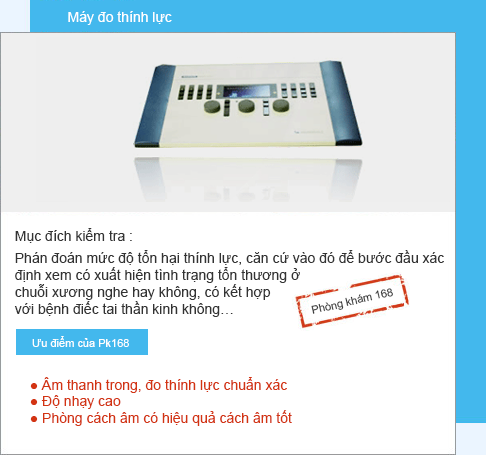 Máy đo thính lực
Mục đích kiểm tra :
Phán đoán mức độ tổn hại thính lực, căn cứ vào đó để bước đầu xác
định xem có xuất hiện tình trạng tổn thương ở
chuỗi xương nghe hay không, có kết hợp
với bệnh điếc tai thần kinh không…
Phòng khám 168
Ưu điểm của Pk168
● Âm thanh trong, đo thính lực chuẩn xác
● Độ nhạy cao
● Phòng cách âm có hiệu quả cách âm tốt